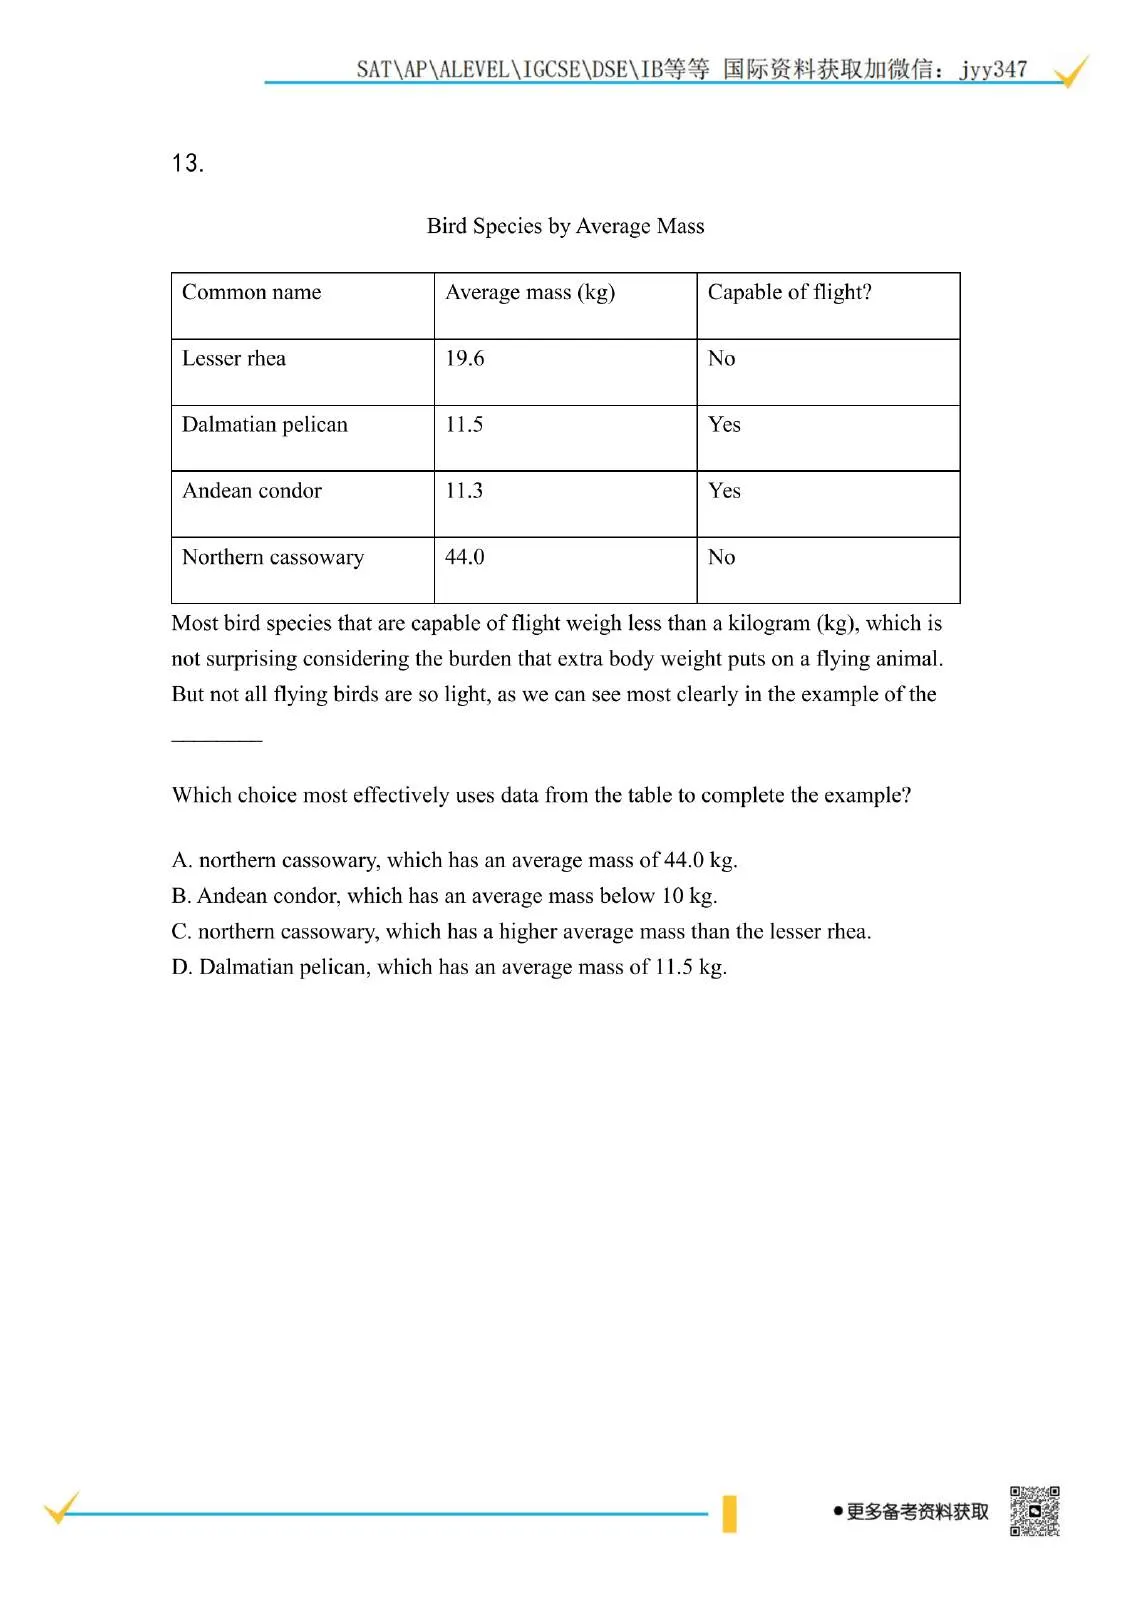 SAT\AP\ALEVEL\IGCSE\DSE\IB等等 国际资料获取加微信：jyy347
13.
Bird Species by Average Mass
Common name Average mass (kg) Capable of flight?
Lesser rhea 19.6 No
Dalmatian pelican 11.5 Yes
Andean condor 11.3 Yes
Northern cassowary 44.0 No
Most bird species that are capable of flight weigh less than a kilogram (kg), which is
not surprising considering the burden that extra body weight puts on a flying animal.
But not all flying birds are so light, as we can see most clearly in the example of the
________
Which choice most effectively uses data from the table to complete the example?
A. northern cassowary, which has an average mass of 44.0 kg.
B. Andean condor, which has an average mass below 10 kg.
C. northern cassowary, which has a higher average mass than the lesser rhea.
D. Dalmatian pelican, which has an average mass of 11.5 kg.
●更多备考资料获取